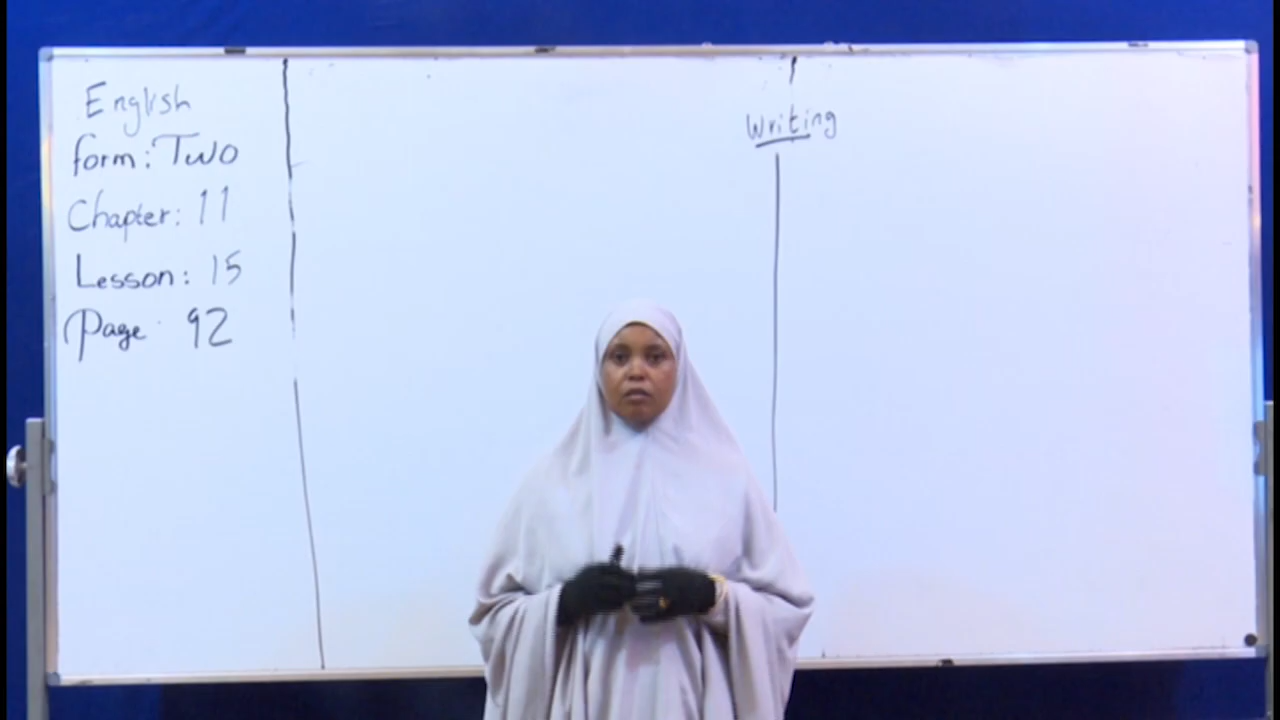 English
form: Two
Chapter: 11
Lesson: 15
Page: 92
Writing